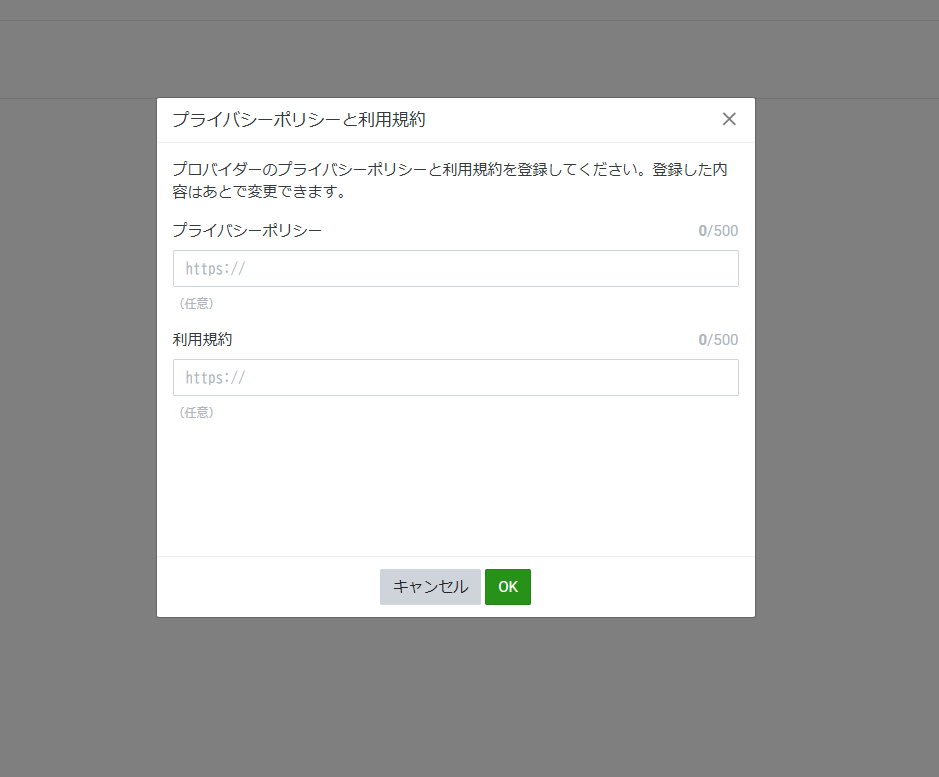 プライバシーポリシーと利用規約
プロバイダーのプライバシーポリシーと利用規約を登録してください。登録した内
容はあとで変更できます。
プライバシーポリシー 0/500
https://
（任意）
利用規約 0/500
https://
（任意）
キャンセル OK